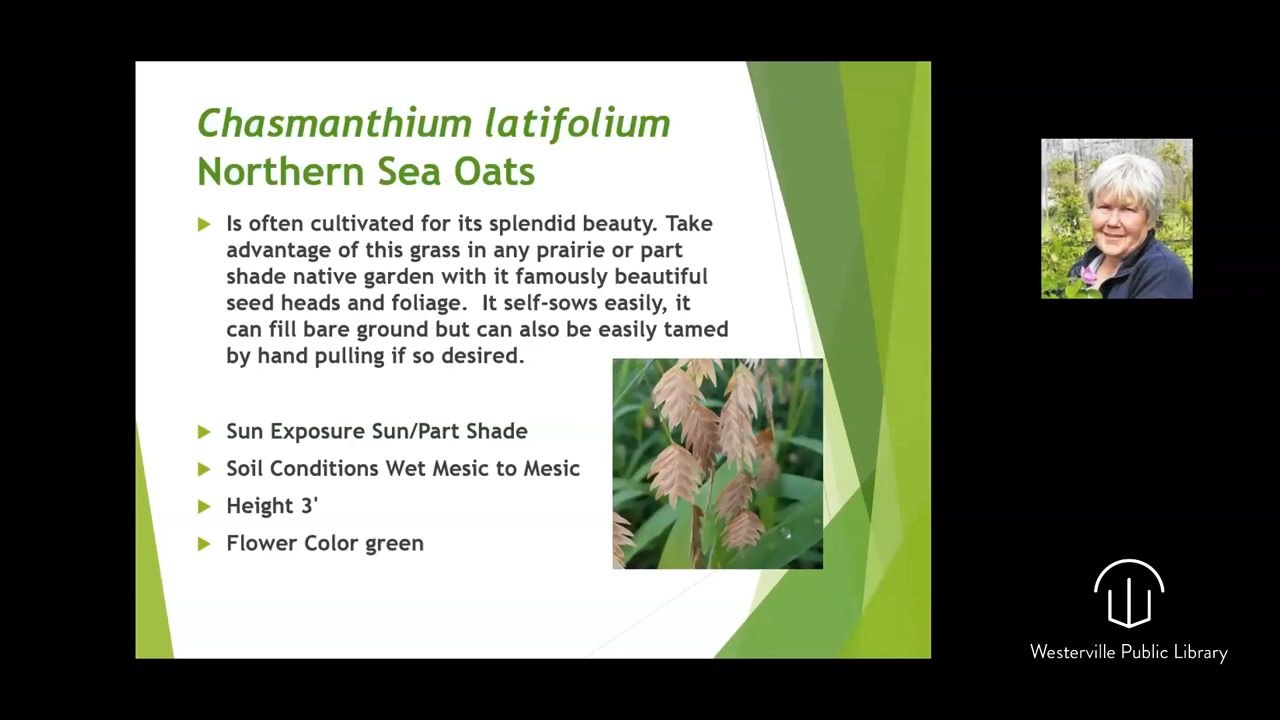 Chasmanthium latifolium
Northern Sea Oats
Is often cultivated for its splendid beauty. Take
advantage of this grass in any prairie or part
shade native garden with it famously beautiful
seed heads and foliage.  It self-sows easily, it
can fill bare ground but can also be easily tamed
by hand pulling if so desired.
Sun Exposure Sun/Part Shade
Soil Conditions Wet Mesic to Mesic
Height 3'
Flower Color green
Westerville Public Library